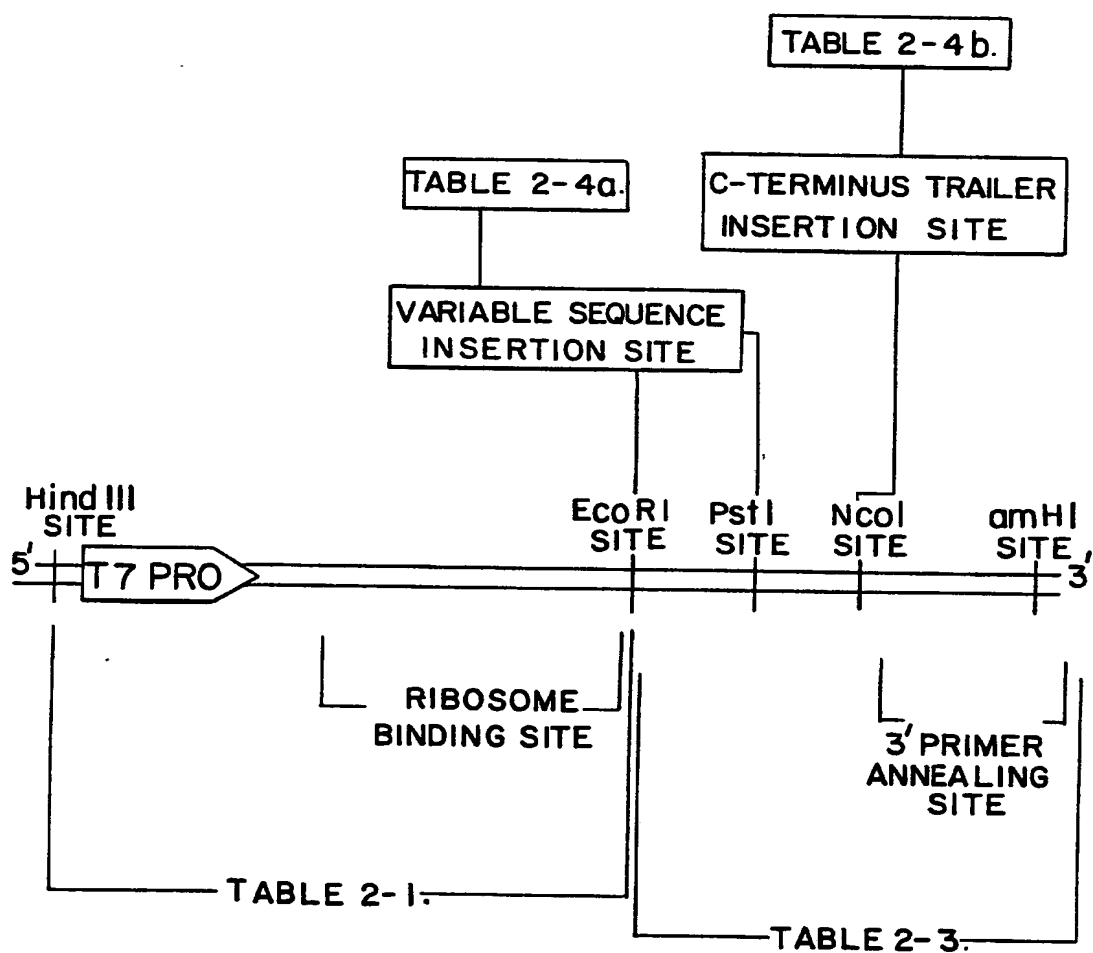 TABLE 2-4b.
C-TERMINUS TRAILER
INSERTION SITE
TABLE 2-4a.
VARIABLE SEQUENCE
INSERTION SITE
Hind III
SITE
EcoRI
SITE
PstI
SITE
NcoI
SITE
amHI
SITE
5'
T7 PRO
3'
RIBOSOME
BINDING SITE
3' PRIMER
ANNEALING
SITE
TABLE 2-1.
TABLE 2-3.